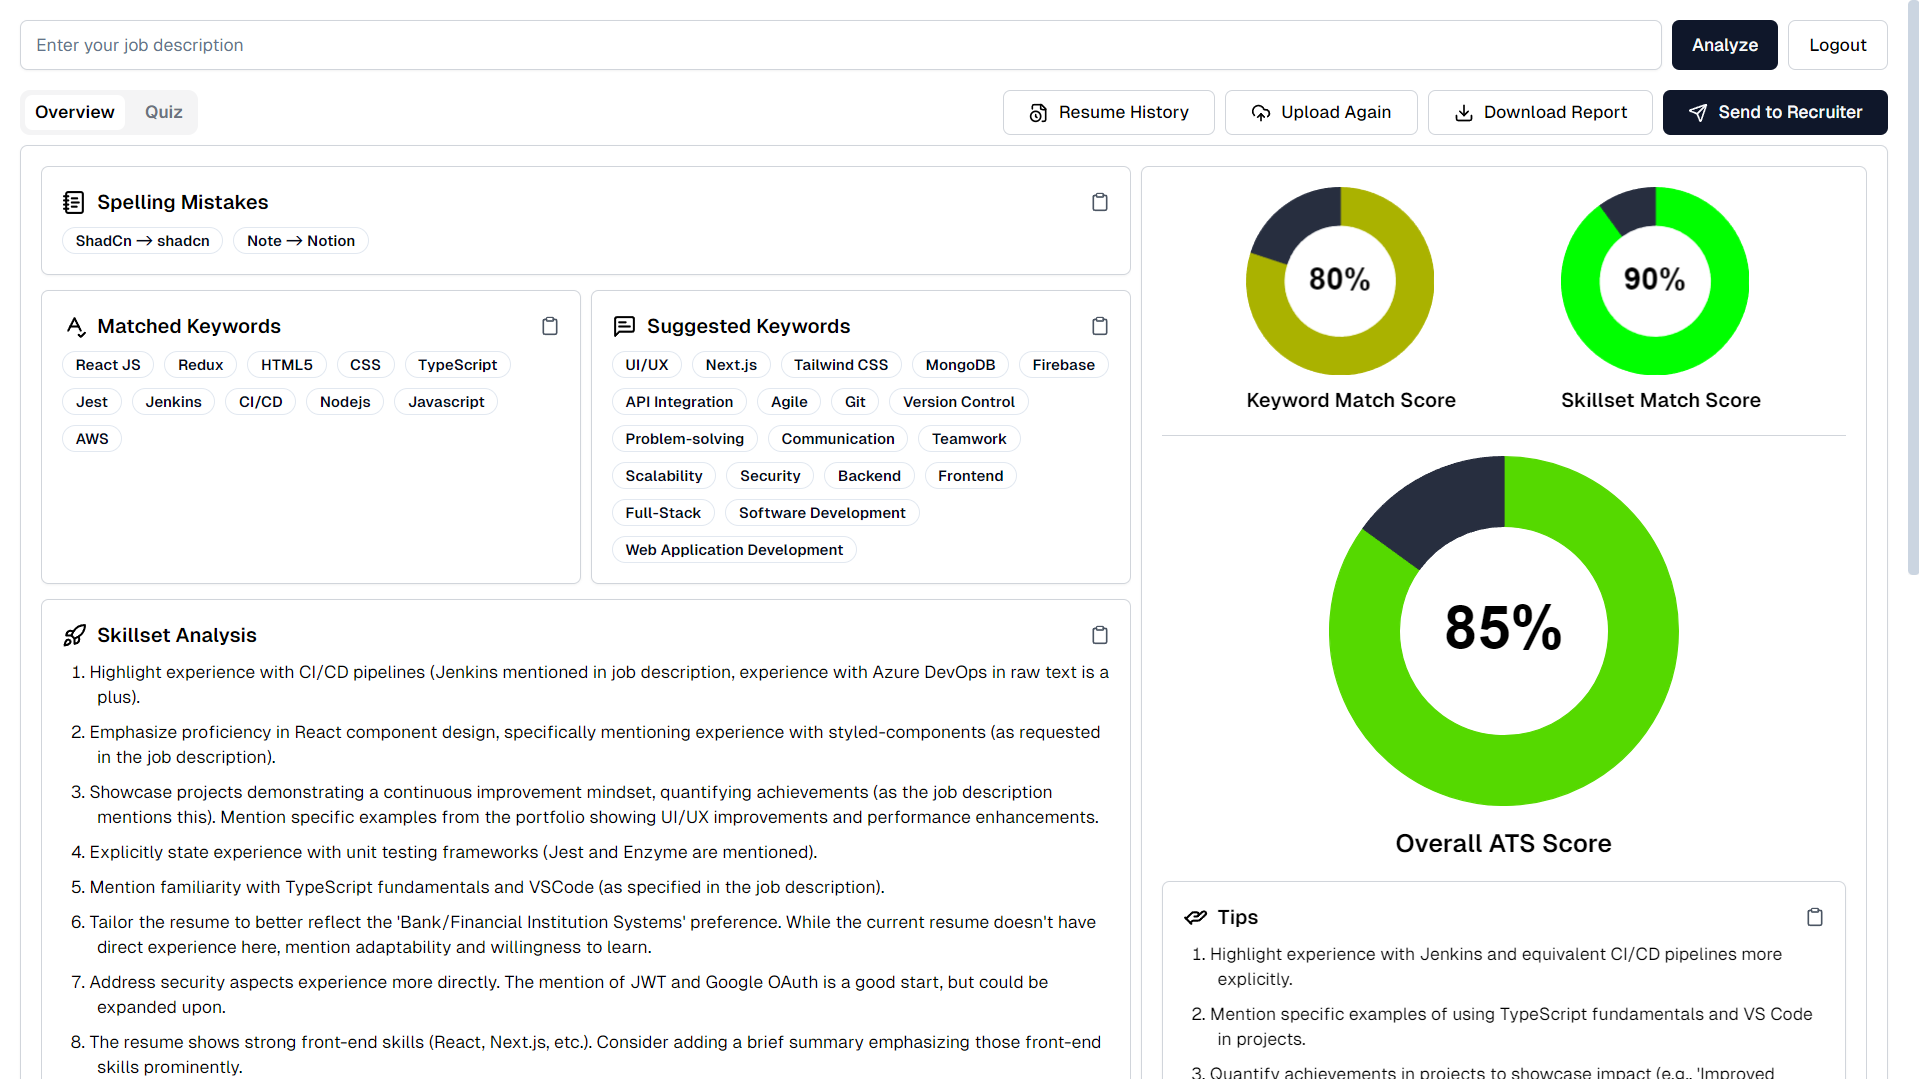 Enter your job description
Analyze
Logout
Overview
Quiz
Resume History
Upload Again
Download Report
Send to Recruiter
Spelling Mistakes
ShadCn → shadcn
Note → Notion
Matched Keywords
React JS
Redux
HTML5
CSS
TypeScript
Jest
Jenkins
CI/CD
Nodejs
Javascript
AWS
Suggested Keywords
UI/UX
Next.js
Tailwind CSS
MongoDB
Firebase
API Integration
Agile
Git
Version Control
Problem-solving
Communication
Teamwork
Scalability
Security
Backend
Frontend
Full-Stack
Software Development
Web Application Development
Skillset Analysis
1. Highlight experience with CI/CD pipelines (Jenkins mentioned in job description, experience with Azure DevOps in raw text is a
plus).
2. Emphasize proficiency in React component design, specifically mentioning experience with styled-components (as requested
in the job description).
3. Showcase projects demonstrating a continuous improvement mindset, quantifying achievements (as the job description
mentions this). Mention specific examples from the portfolio showing UI/UX improvements and performance enhancements.
4. Explicitly state experience with unit testing frameworks (Jest and Enzyme are mentioned).
5. Mention familiarity with TypeScript fundamentals and VSCode (as specified in the job description).
6. Tailor the resume to better reflect the 'Bank/Financial Institution Systems' preference. While the current resume doesn't have
direct experience here, mention adaptability and willingness to learn.
7. Address security aspects experience more directly. The mention of JWT and Google OAuth is a good start, but could be
expanded upon.
8. The resume shows strong front-end skills (React, Next.js, etc.). Consider adding a brief summary emphasizing those front-end
skills prominently.
80%
Keyword Match Score
90%
Skillset Match Score
85%
Overall ATS Score
Tips
1. Highlight experience with Jenkins and equivalent CI/CD pipelines more
explicitly.
2. Mention specific examples of using TypeScript fundamentals and VS Code
in projects.
3. Quantify achievements in projects to showcase impact (e.g., 'Improved